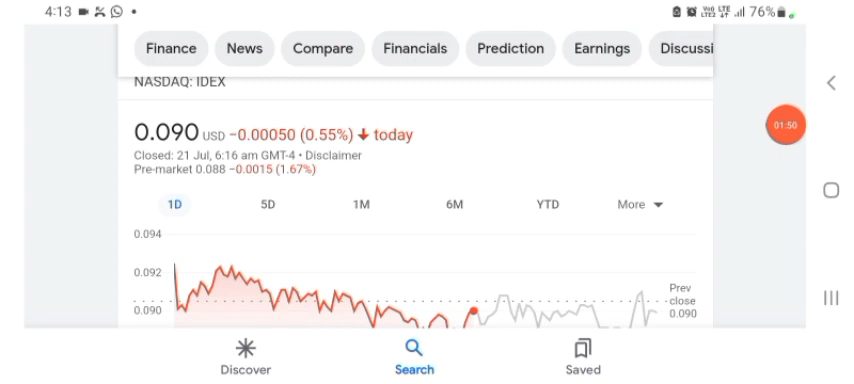 4:13
Vo) LTE
LTE2 76%
Finance News Compare Financials Prediction Earnings Discussi
NASDAQ: IDEX
01:50
0.090 USD −0.00050 (0.55%) ↓ today
Closed: 21 Jul, 6:16 am GMT-4 • Disclaimer
Pre-market 0.088 −0.0015 (1.67%)
1D 5D 1M 6M YTD More
0.094
0.092
0.090
Prev
close
0.090
Discover Search Saved